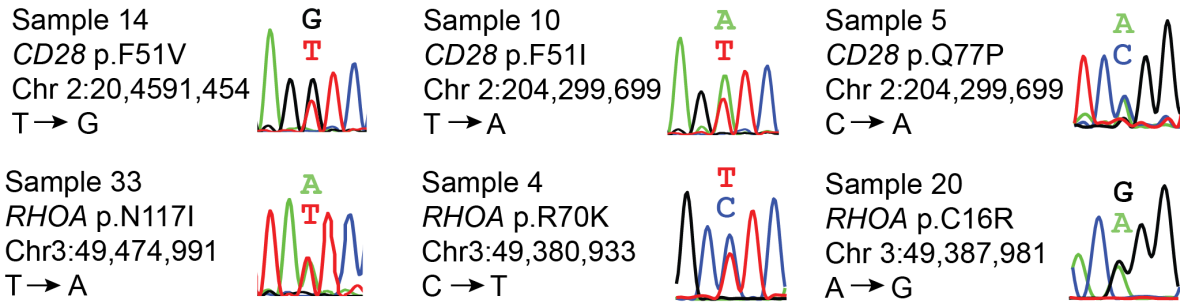 Sample 14
CD28 p.F51V
Chr 2:20,4591,454
T→ G
G
T
Sample 10
CD28 p.F51I
Chr 2:204,299,699
T→ A
A
T
Sample 5
CD28 p.Q77P
Chr 2:204,299,699
C→ A
A
C
Sample 33
RHOA p.N117I
Chr3:49,474,991
T→ A
A
T
Sample 4
RHOA p.R70K
Chr3:49,380,933
C→ T
T
C
Sample 20
RHOA p.C16R
Chr 3:49,387,981
A→ G
G
A